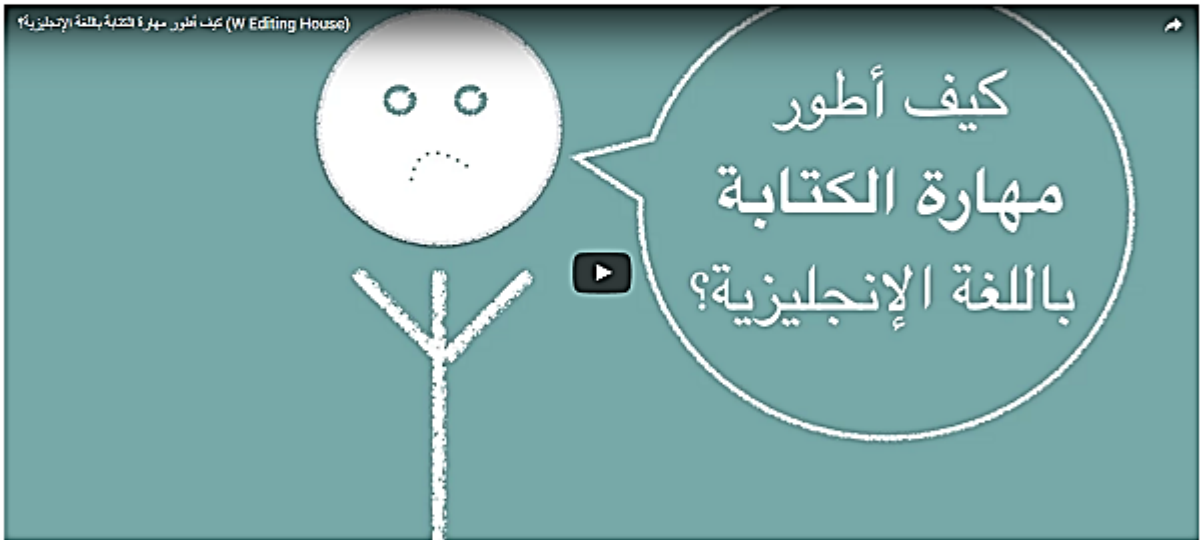 كيف أطور مهارة الكتابة باللغة الإنجليزية؟ (W Editing House)
كيف أطور
مهارة الكتابة
باللغة الإنجليزية؟